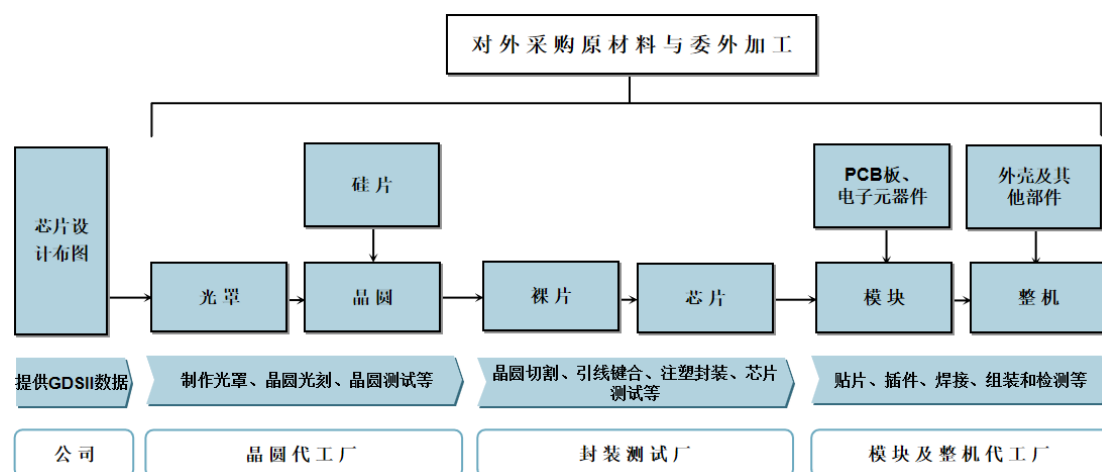 对外采购原材料与委外加工
硅片
PCB板、
电子元器件
外壳及其
他部件
芯片设
计布图
光罩
晶圆
裸片
芯片
模块
整机
提供GDSII数据
制作光罩、晶圆光刻、晶圆测试等
晶圆切割、引线键合、注塑封装、芯片
测试等
贴片、插件、焊接、组装和检测等
公司
晶圆代工厂
封装测试厂
模块及整机代工厂